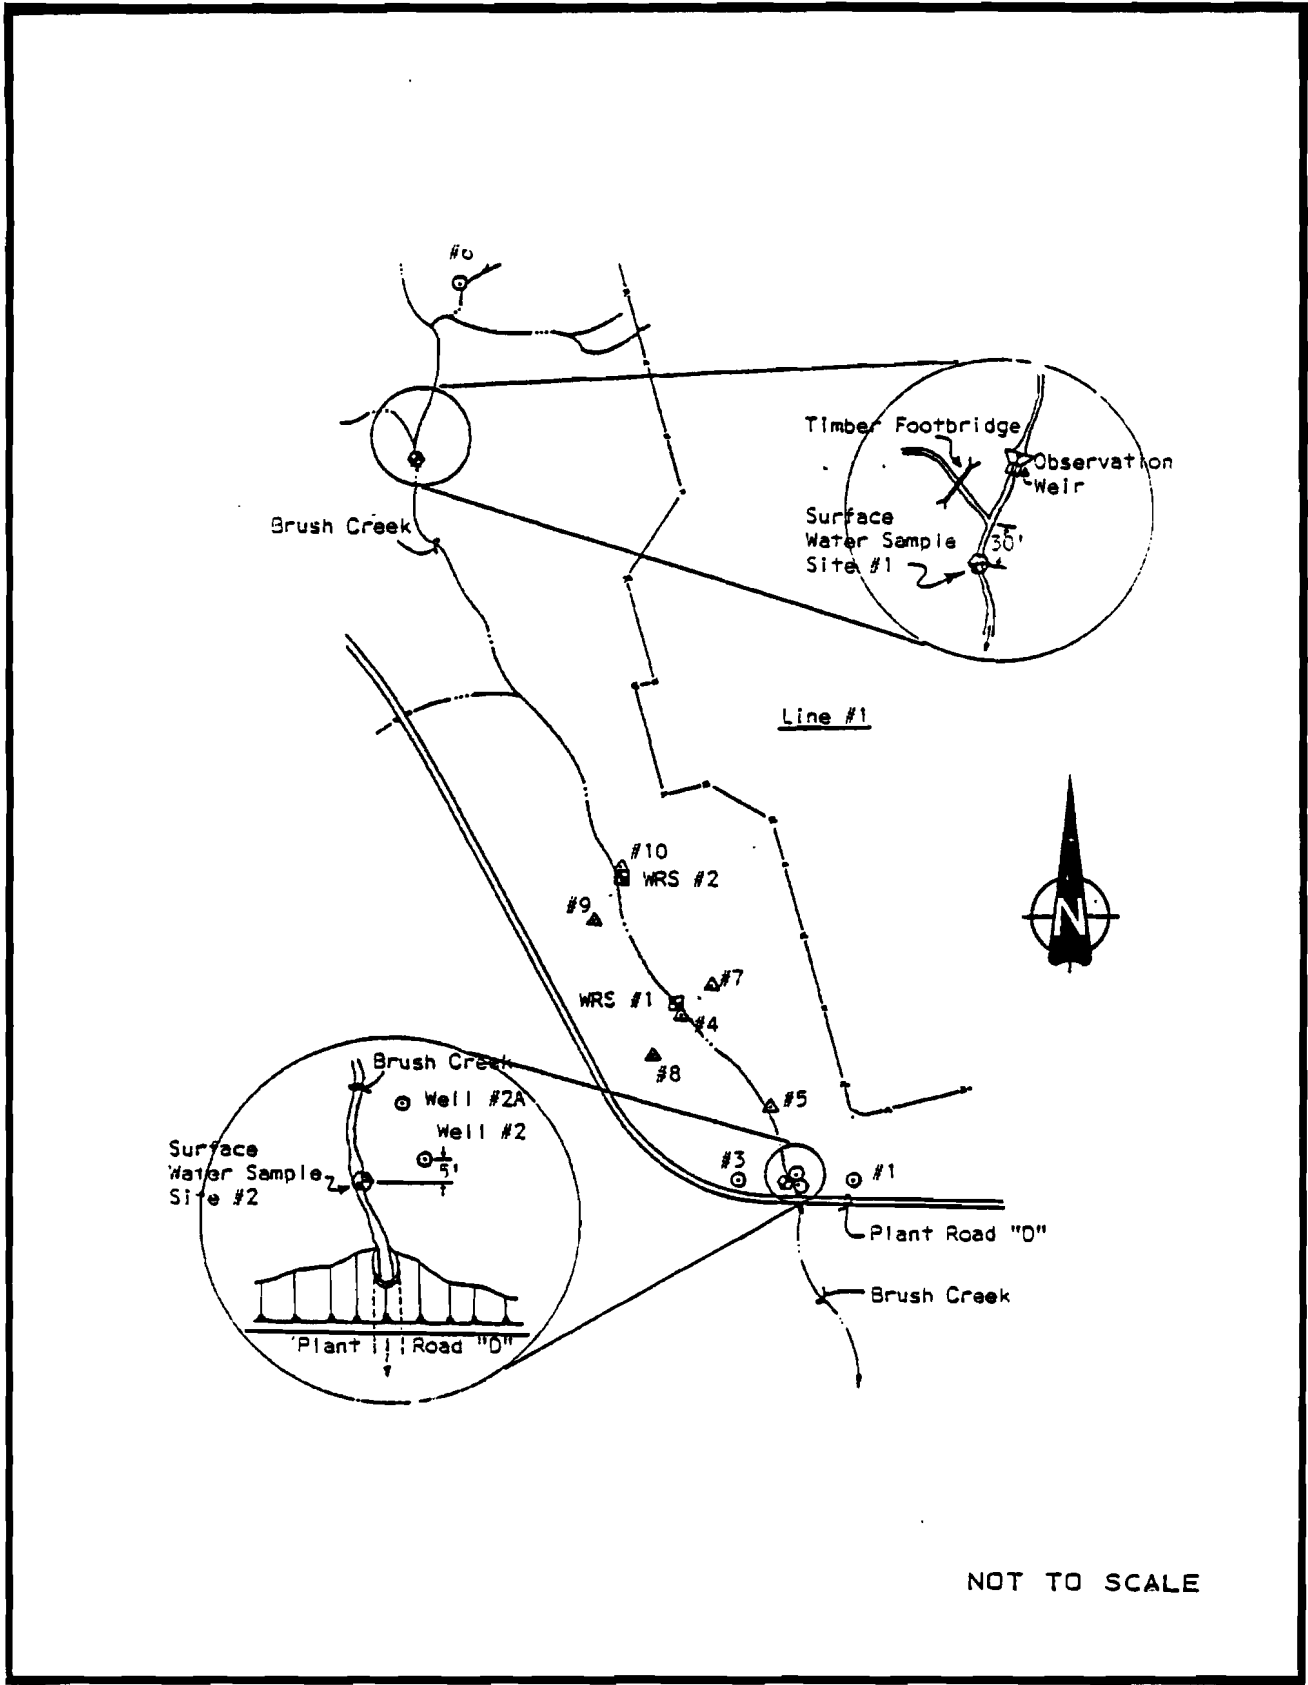 Timber Footbridge
Observation
Weir
Surface
Water Sample
Site #1
30'
Brush Creek
Line #1
#10
WRS #2
#9
#7
WRS #1
#4
#8
#5
#3
#1
Plant Road "D"
Brush Creek
Brush Creek
Well #2A
Well #2
5'
Surface
Water Sample
Site #2
Plant Road "D"
N
NOT TO SCALE